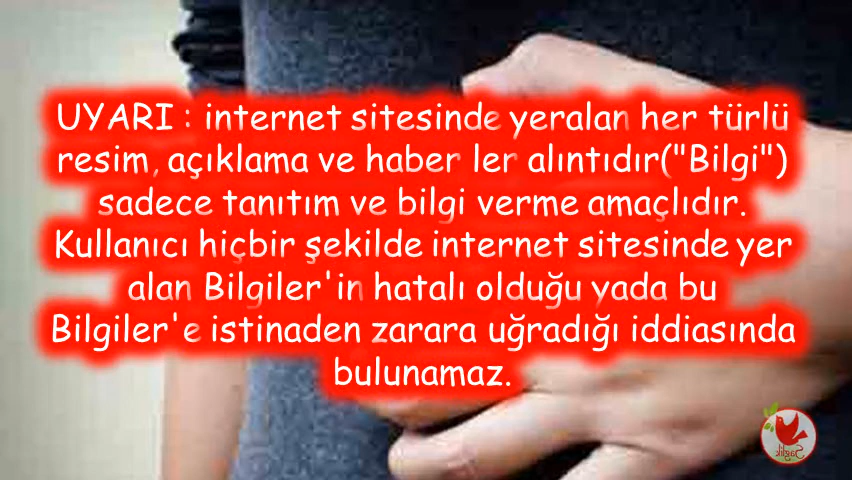 UYARI : internet sitesinde yeralan her türlü
resim, açıklama ve haber ler alıntıdır("Bilgi")
sadece tanıtım ve bilgi verme amaçlıdır.
Kullanıcı hiçbir şekilde internet sitesinde yer
alan Bilgiler'in hatalı olduğu yada bu
Bilgiler'e istinaden zarara uğradığı iddiasında
bulunamaz.
Sağlık